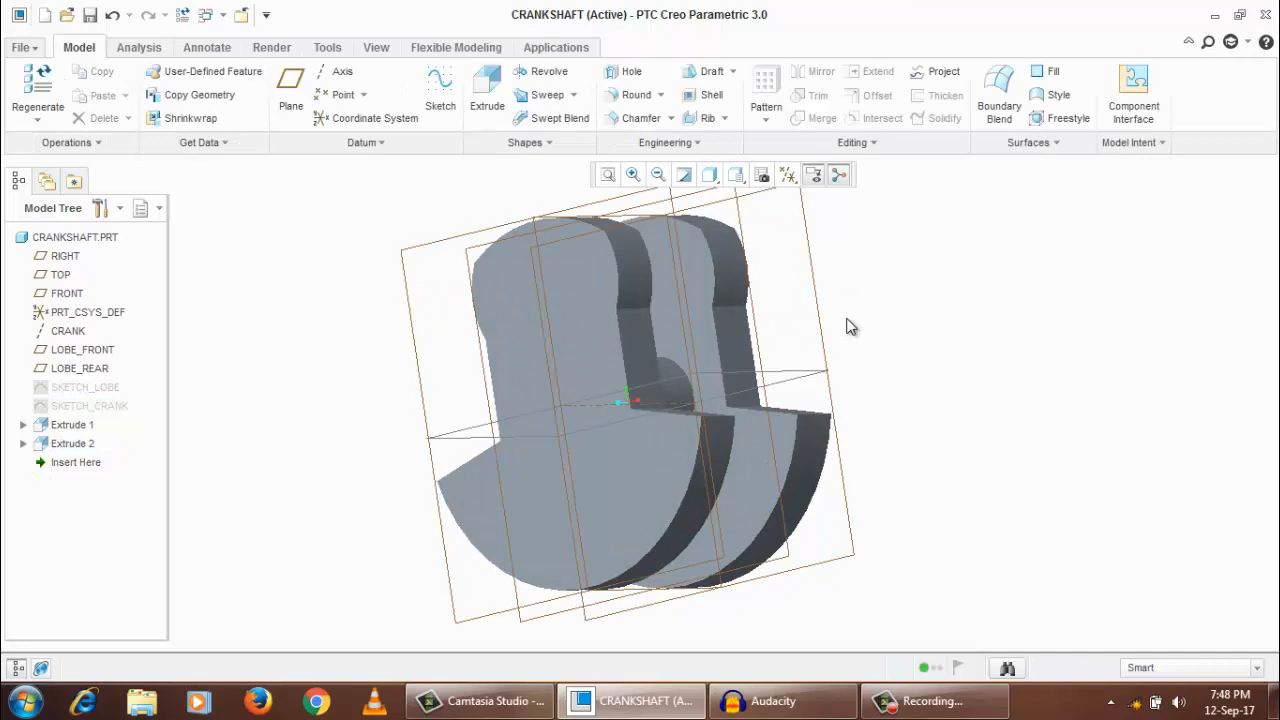 CRANKSHAFT (Active) - PTC Creo Parametric 3.0
File Model Analysis Annotate Render Tools View Flexible Modeling Applications
Regenerate
Copy
Paste
Delete
Operations
User-Defined Feature
Copy Geometry
Shrinkwrap
Get Data
Plane
Axis
Point
Coordinate System
Datum
Sketch
Extrude
Revolve
Sweep
Swept Blend
Shapes
Hole
Round
Chamfer
Draft
Shell
Rib
Engineering
Pattern
Mirror
Trim
Merge
Extend
Offset
Intersect
Project
Thicken
Solidify
Editing
Boundary
Blend
Fill
Style
Freestyle
Surfaces
Component
Interface
Model Intent
Model Tree
CRANKSHAFT.PRT
RIGHT
TOP
FRONT
PRT_CSYS_DEF
CRANK
LOBE_FRONT
LOBE_REAR
SKETCH_LOBE
SKETCH_CRANK
Extrude 1
Extrude 2
Insert Here
Smart
Camtasia Studio -...
CRANKSHAFT (A...
Audacity
Recording...
7:48 PM
12-Sep-17